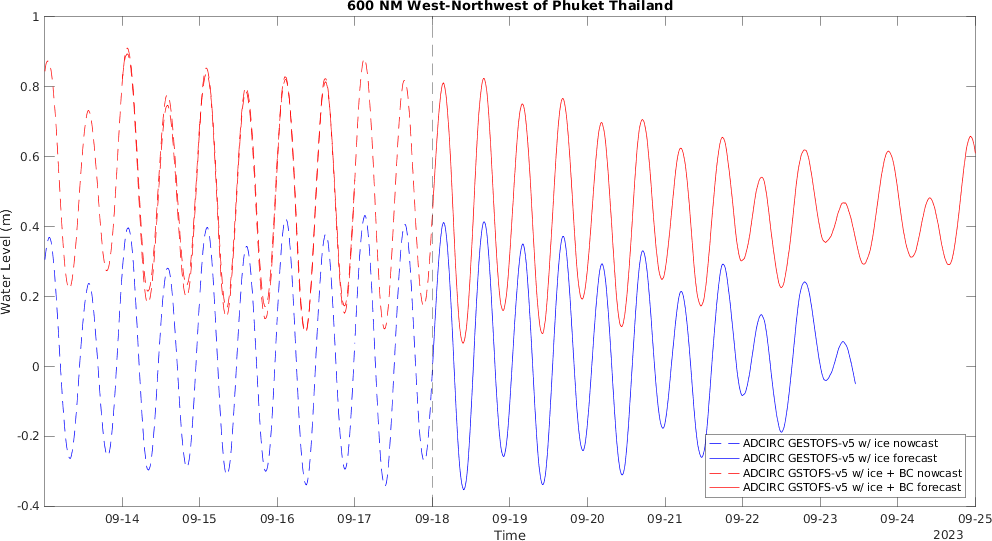 600 NM West-Northwest of Phuket Thailand
1
0.8
0.6
0.4
0.2
0
-0.2
-0.4
Water Level (m)
ADCIRC GESTOFS-v5 w/ ice nowcast
ADCIRC GESTOFS-v5 w/ ice forecast
ADCIRC GSTOFS-v5 w/ ice + BC nowcast
ADCIRC GSTOFS-v5 w/ ice + BC forecast
09-14 09-15 09-16 09-17 09-18 09-19 09-20 09-21 09-22 09-23 09-24 09-25
Time
2023